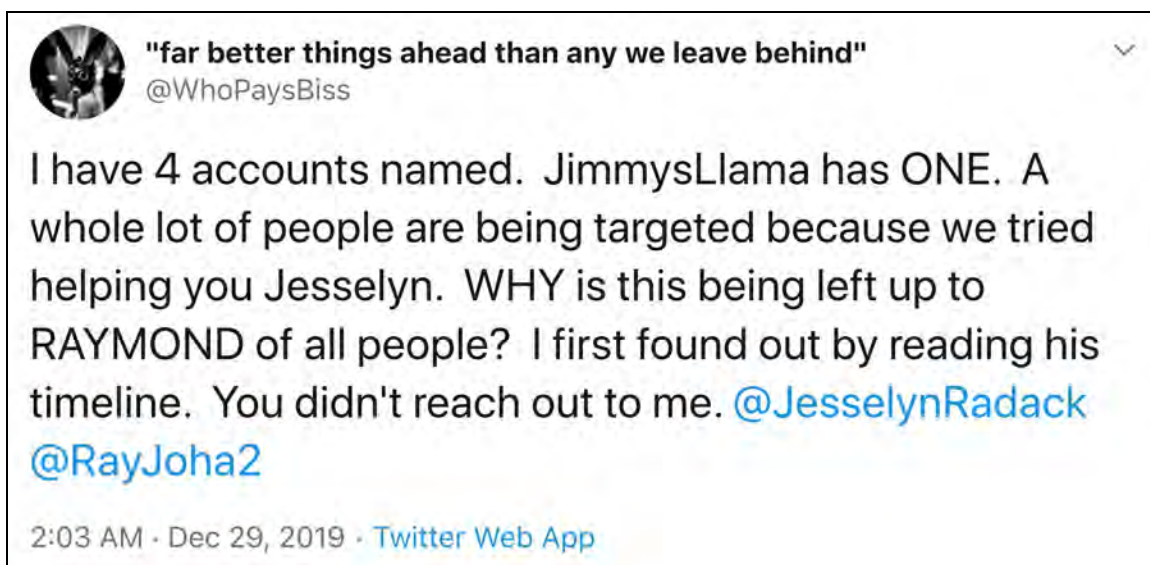 "far better things ahead than any we leave behind"
@WhoPaysBiss
I have 4 accounts named.  JimmysLlama has ONE.  A
whole lot of people are being targeted because we tried
helping you Jesselyn.  WHY is this being left up to
RAYMOND of all people?  I first found out by reading his
timeline.  You didn't reach out to me. @JesselynRadack
@RayJoha2
2:03 AM · Dec 29, 2019 · Twitter Web App